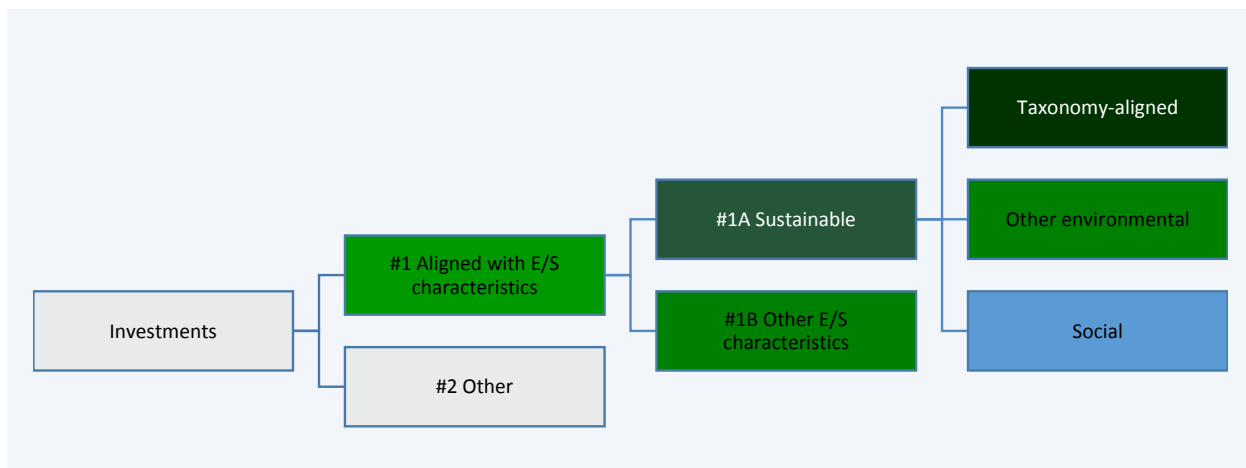 Investments
#1 Aligned with E/S
characteristics
#2 Other
#1A Sustainable
#1B Other E/S
characteristics
Taxonomy-aligned
Other environmental
Social